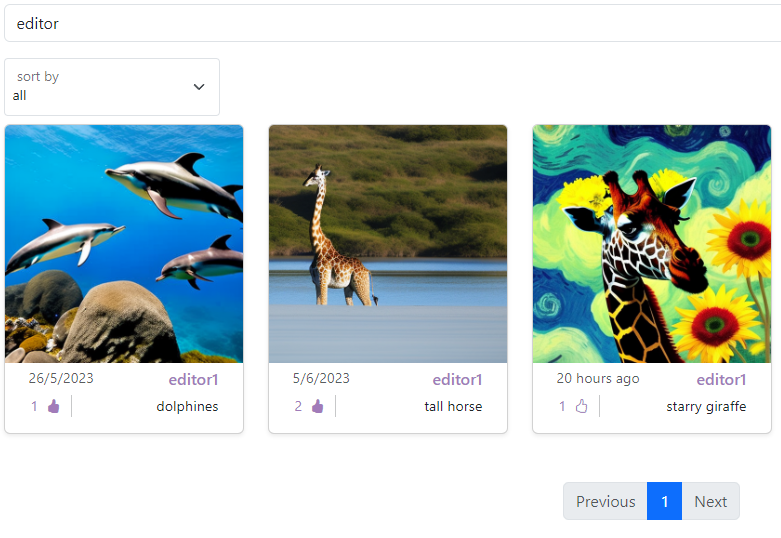 editor
sort by
all
26/5/2023 editor1
1 dolphines
5/6/2023 editor1
2 tall horse
20 hours ago editor1
1 starry giraffe
Previous 1 Next